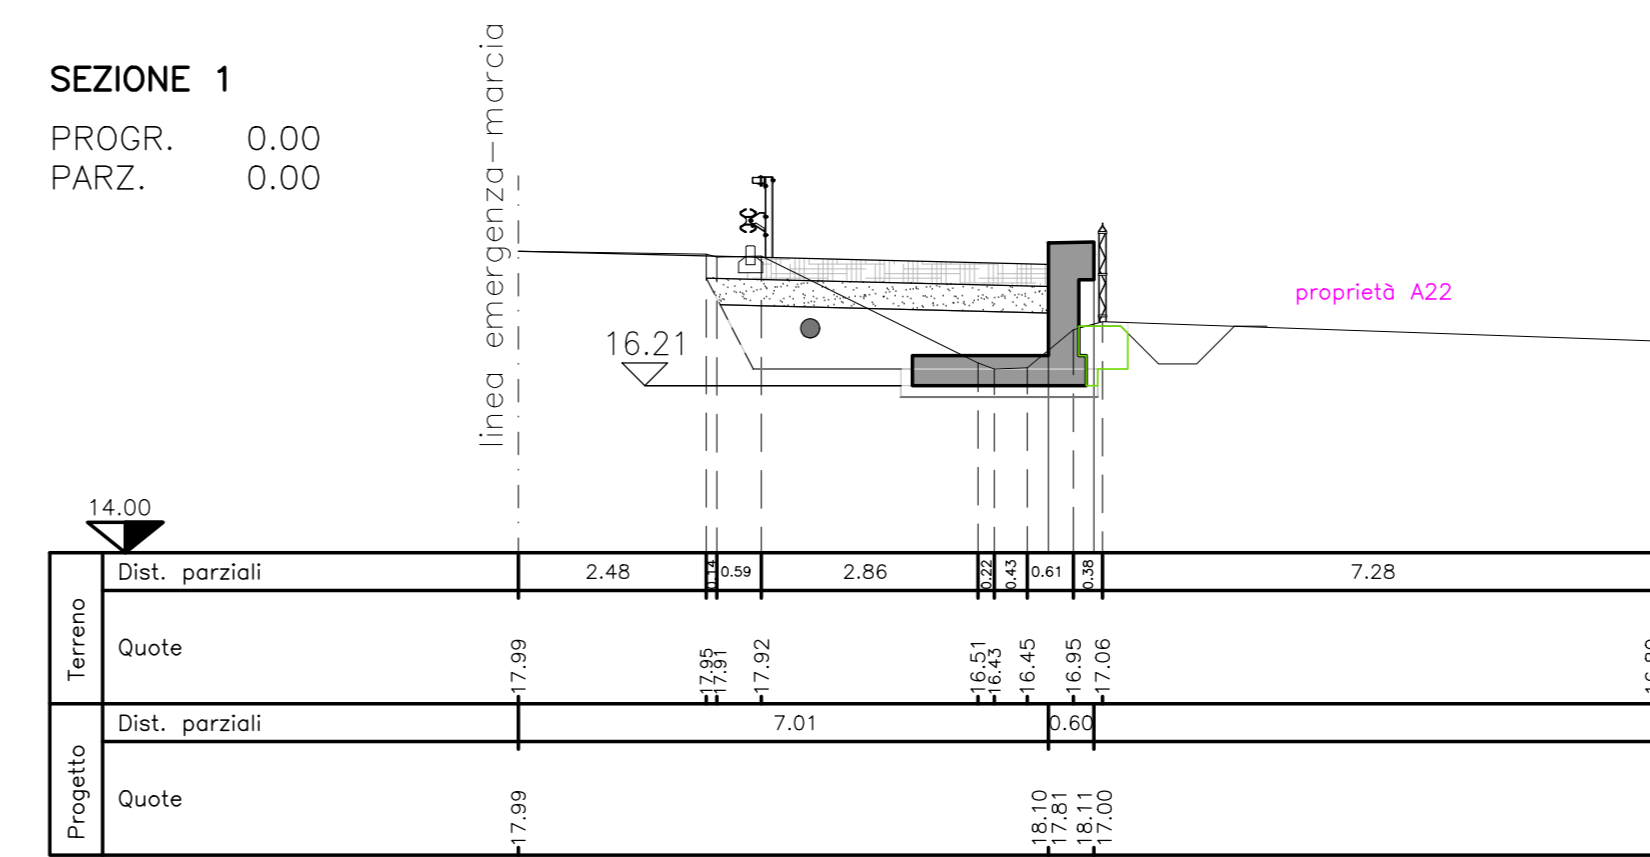 SEZIONE 1
PROGR. 0.00
PARZ. 0.00
linea emergenza-marcia
16.21
proprietà A22
14.00
Terreno
Dist. parziali 2.48 0.14 0.59 2.86 0.22 0.43 0.61 0.38 7.28
Quote 17.99 17.95 17.91 17.92 16.51 16.43 16.45 16.95 17.06
Progetto
Dist. parziali 7.01 0.60
Quote 17.99 18.10 17.81 18.11 17.00